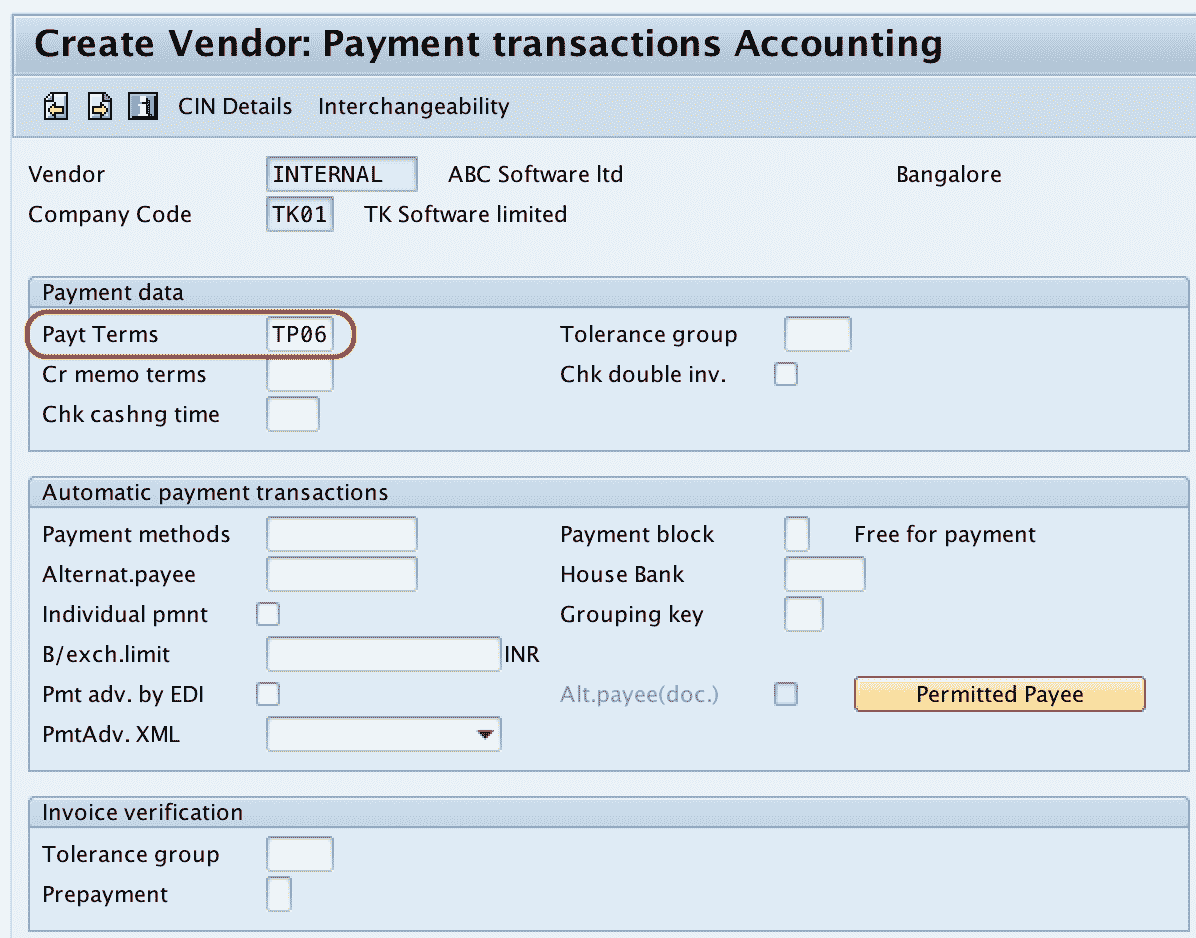 Create Vendor: Payment transactions Accounting
CIN Details Interchangeability
Vendor INTERNAL ABC Software ltd Bangalore
Company Code TK01 TK Software limited
Payment data
Payt Terms TP06 Tolerance group
Cr memo terms Chk double inv.
Chk cashng time
Automatic payment transactions
Payment methods Payment block Free for payment
Alternat.payee House Bank
Individual pmnt Grouping key
B/exch.limit INR
Pmt adv. by EDI Alt.payee(doc.) Permitted Payee
PmtAdv. XML
Invoice verification
Tolerance group
Prepayment